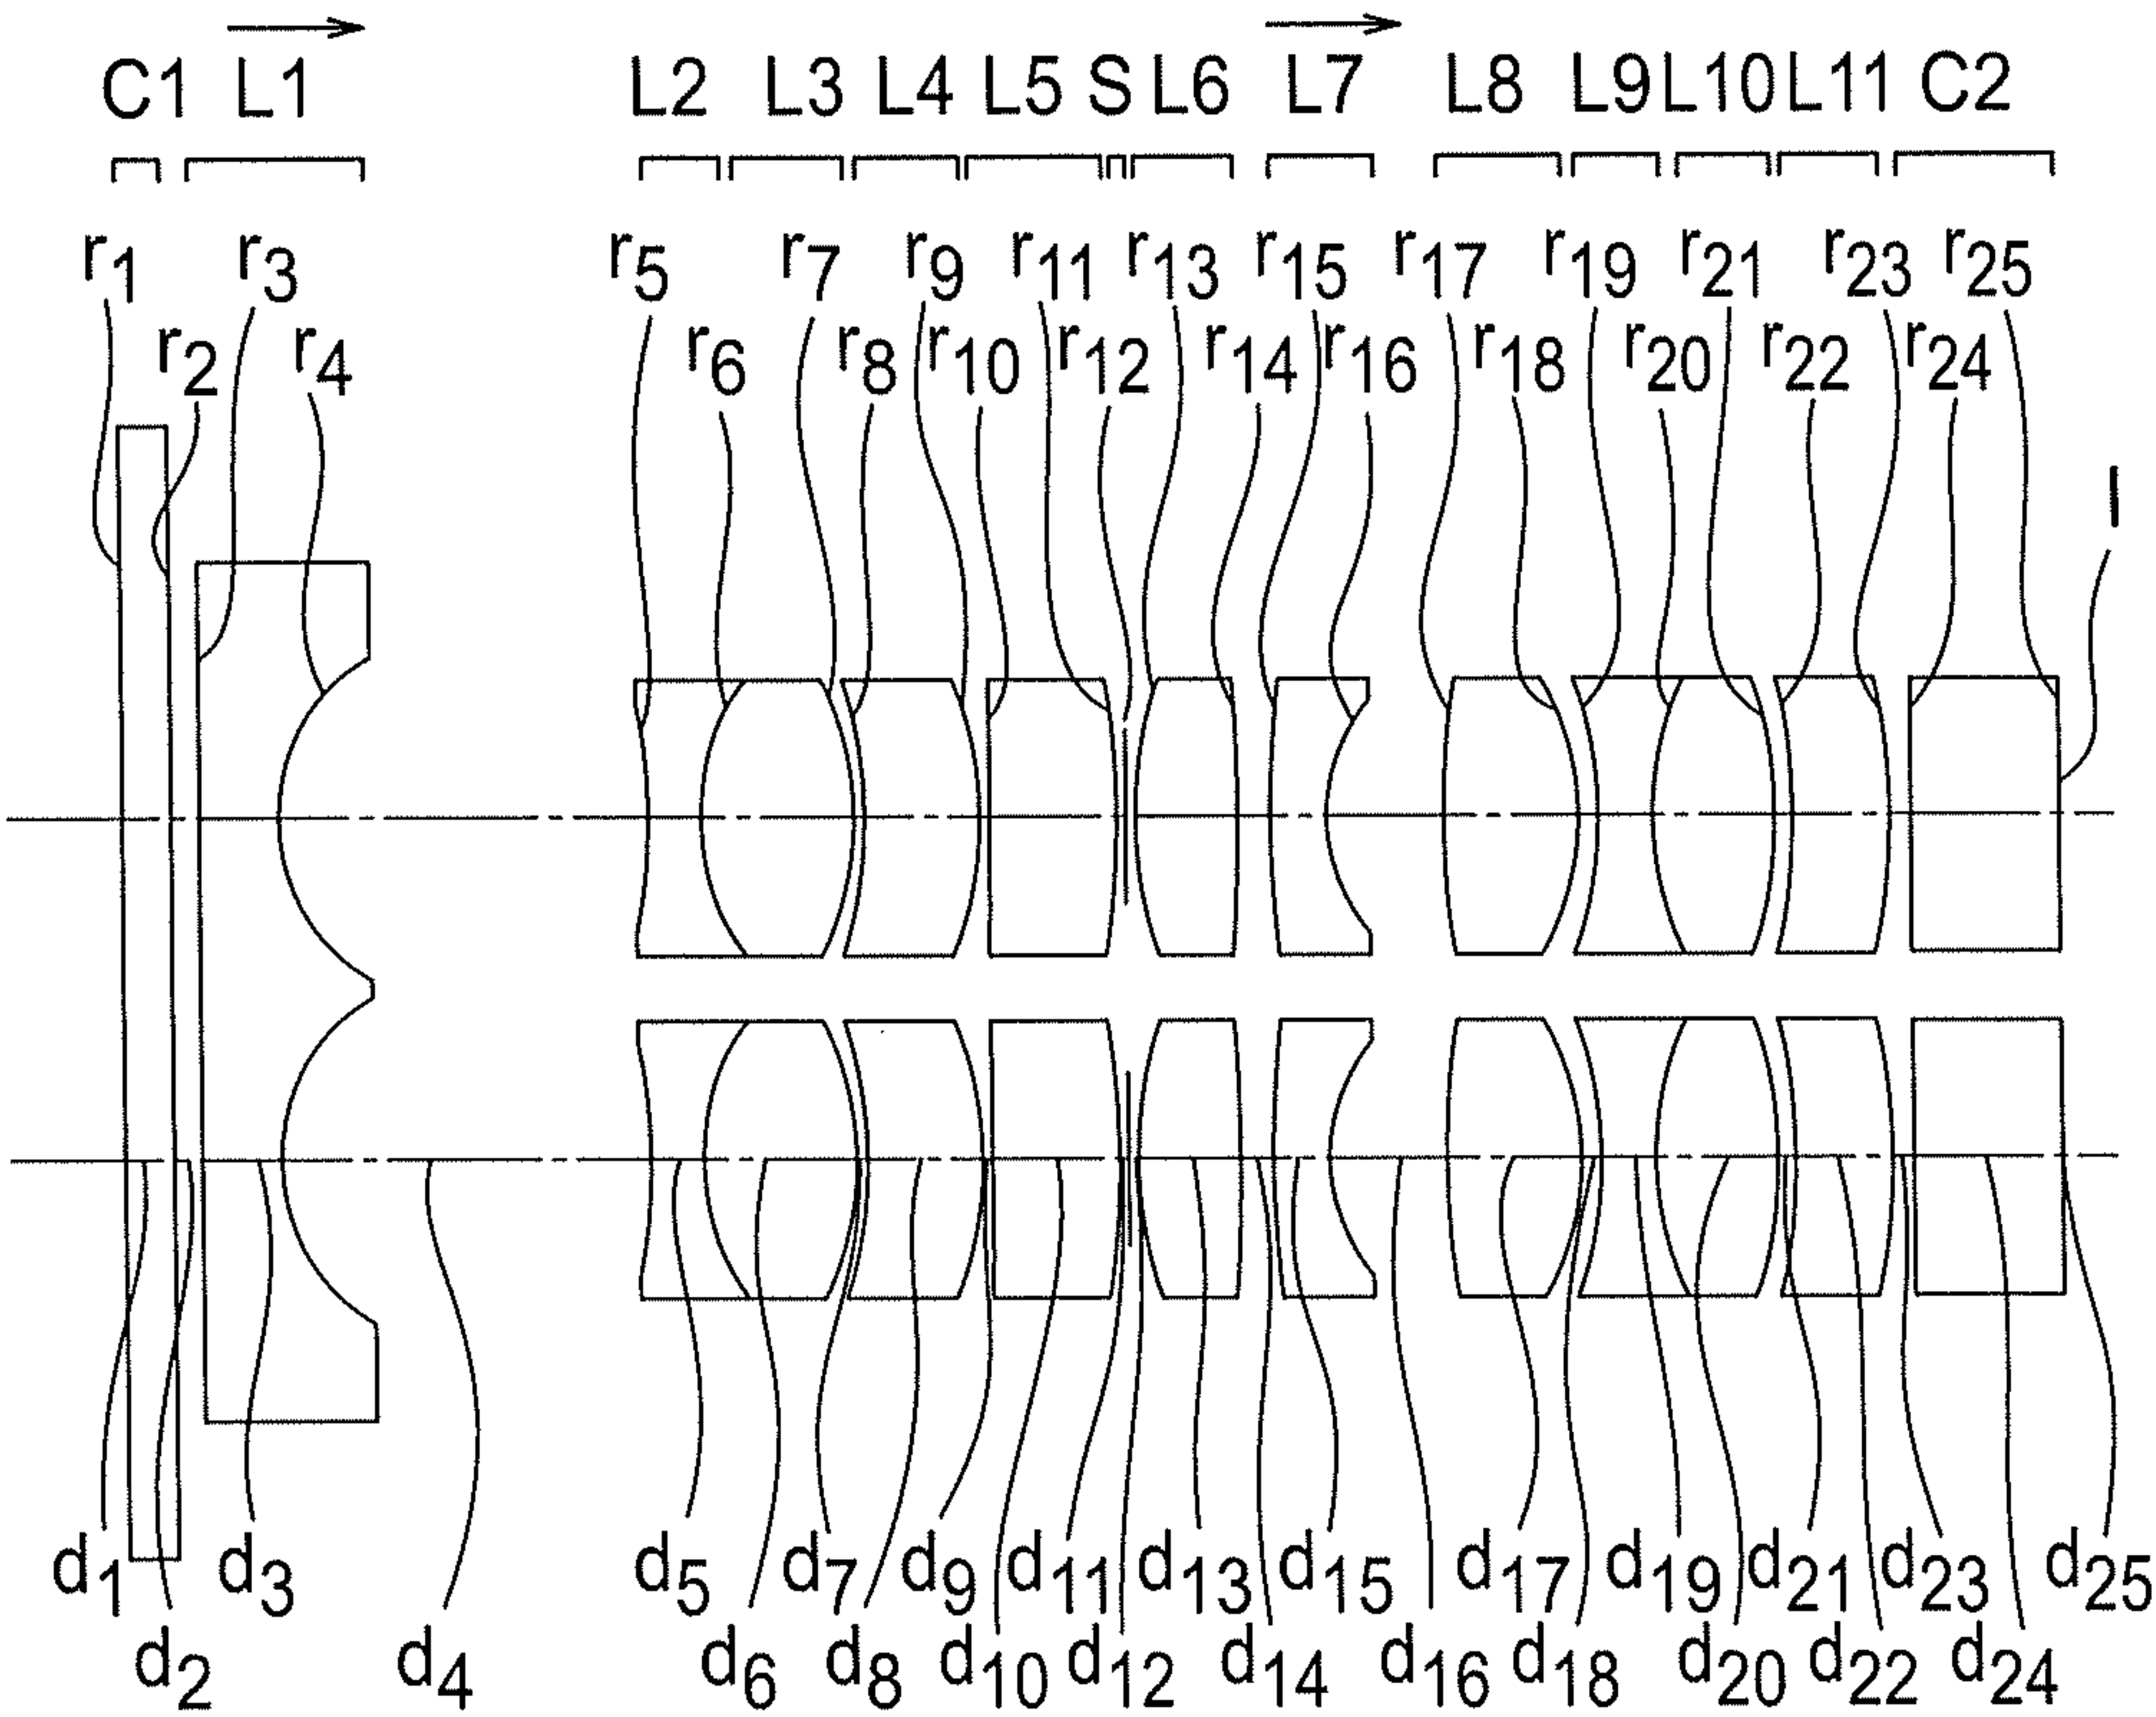 C1 L1 L2 L3 L4 L5 S L6 L7 L8 L9 L10 L11 C2
r1 r3 r5 r7 r9 r11 r13 r15 r17 r19 r21 r23 r25
r2 r4 r6 r8 r10 r12 r14 r16 r18 r20 r22 r24
I
d1 d3 d5 d7 d9 d11 d13 d15 d17 d19 d21 d23 d25
d2 d4 d6 d8 d10 d12 d14 d16 d18 d20 d22 d24